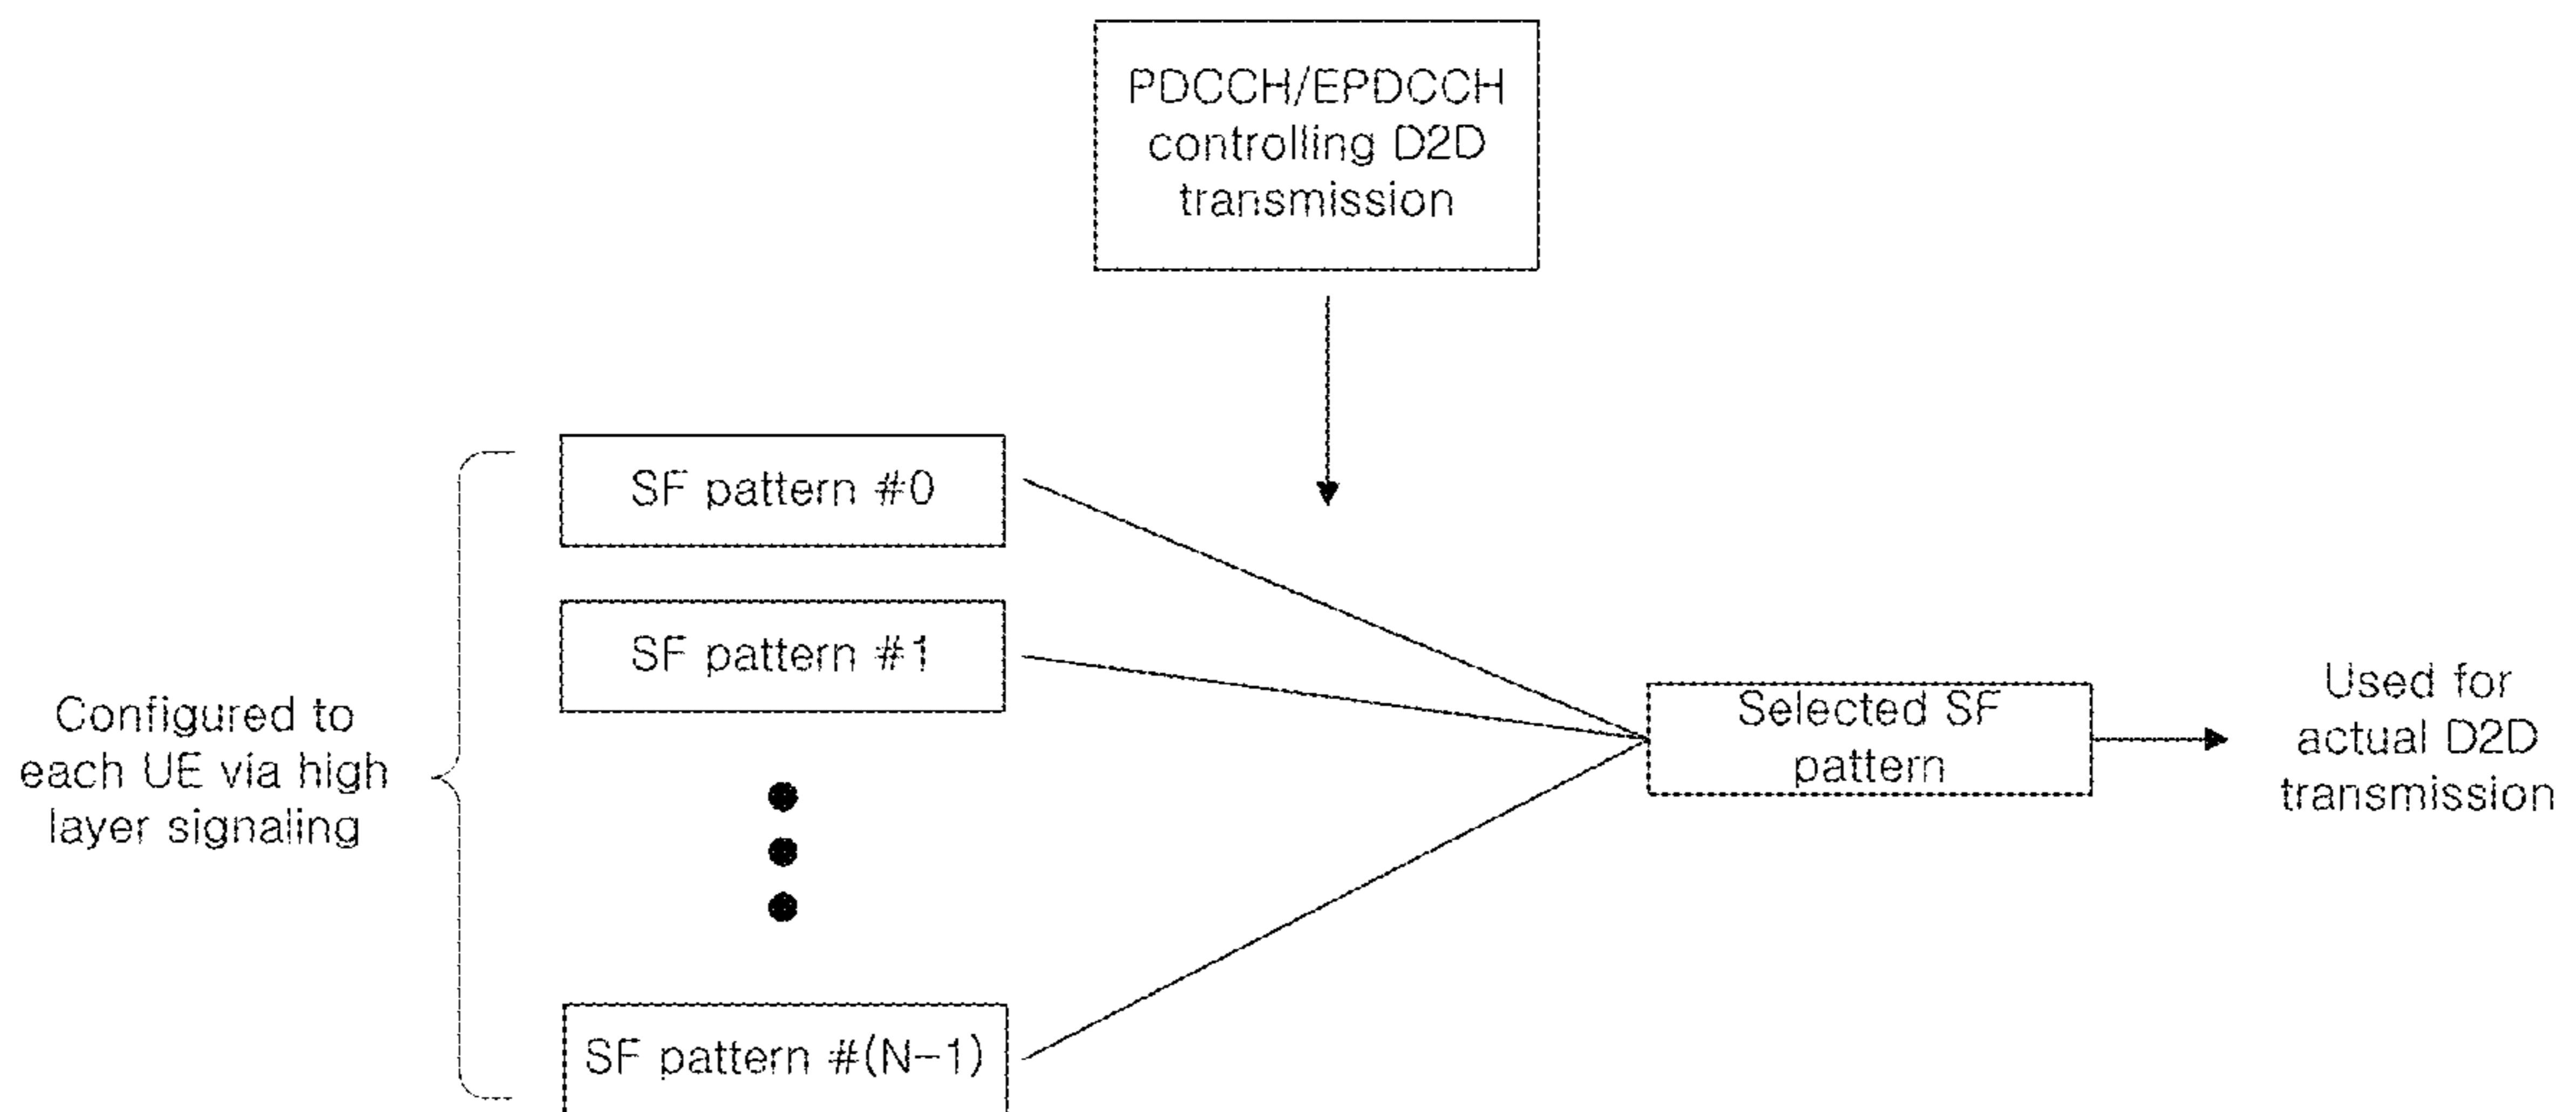 PDCCH/EPDCCH
controlling D2D
transmission
SF pattern #0
SF pattern #1
Configured to
each UE via high
layer signaling
Selected SF
pattern
Used for
actual D2D
transmission
SF pattern #(N-1)